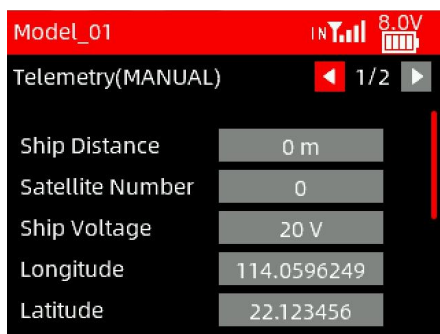 Model_01 IN 8.0V
Telemetry(MANUAL) 1/2
Ship Distance 0 m
Satellite Number 0
Ship Voltage 20 V
Longitude 114.0596249
Latitude 22.123456